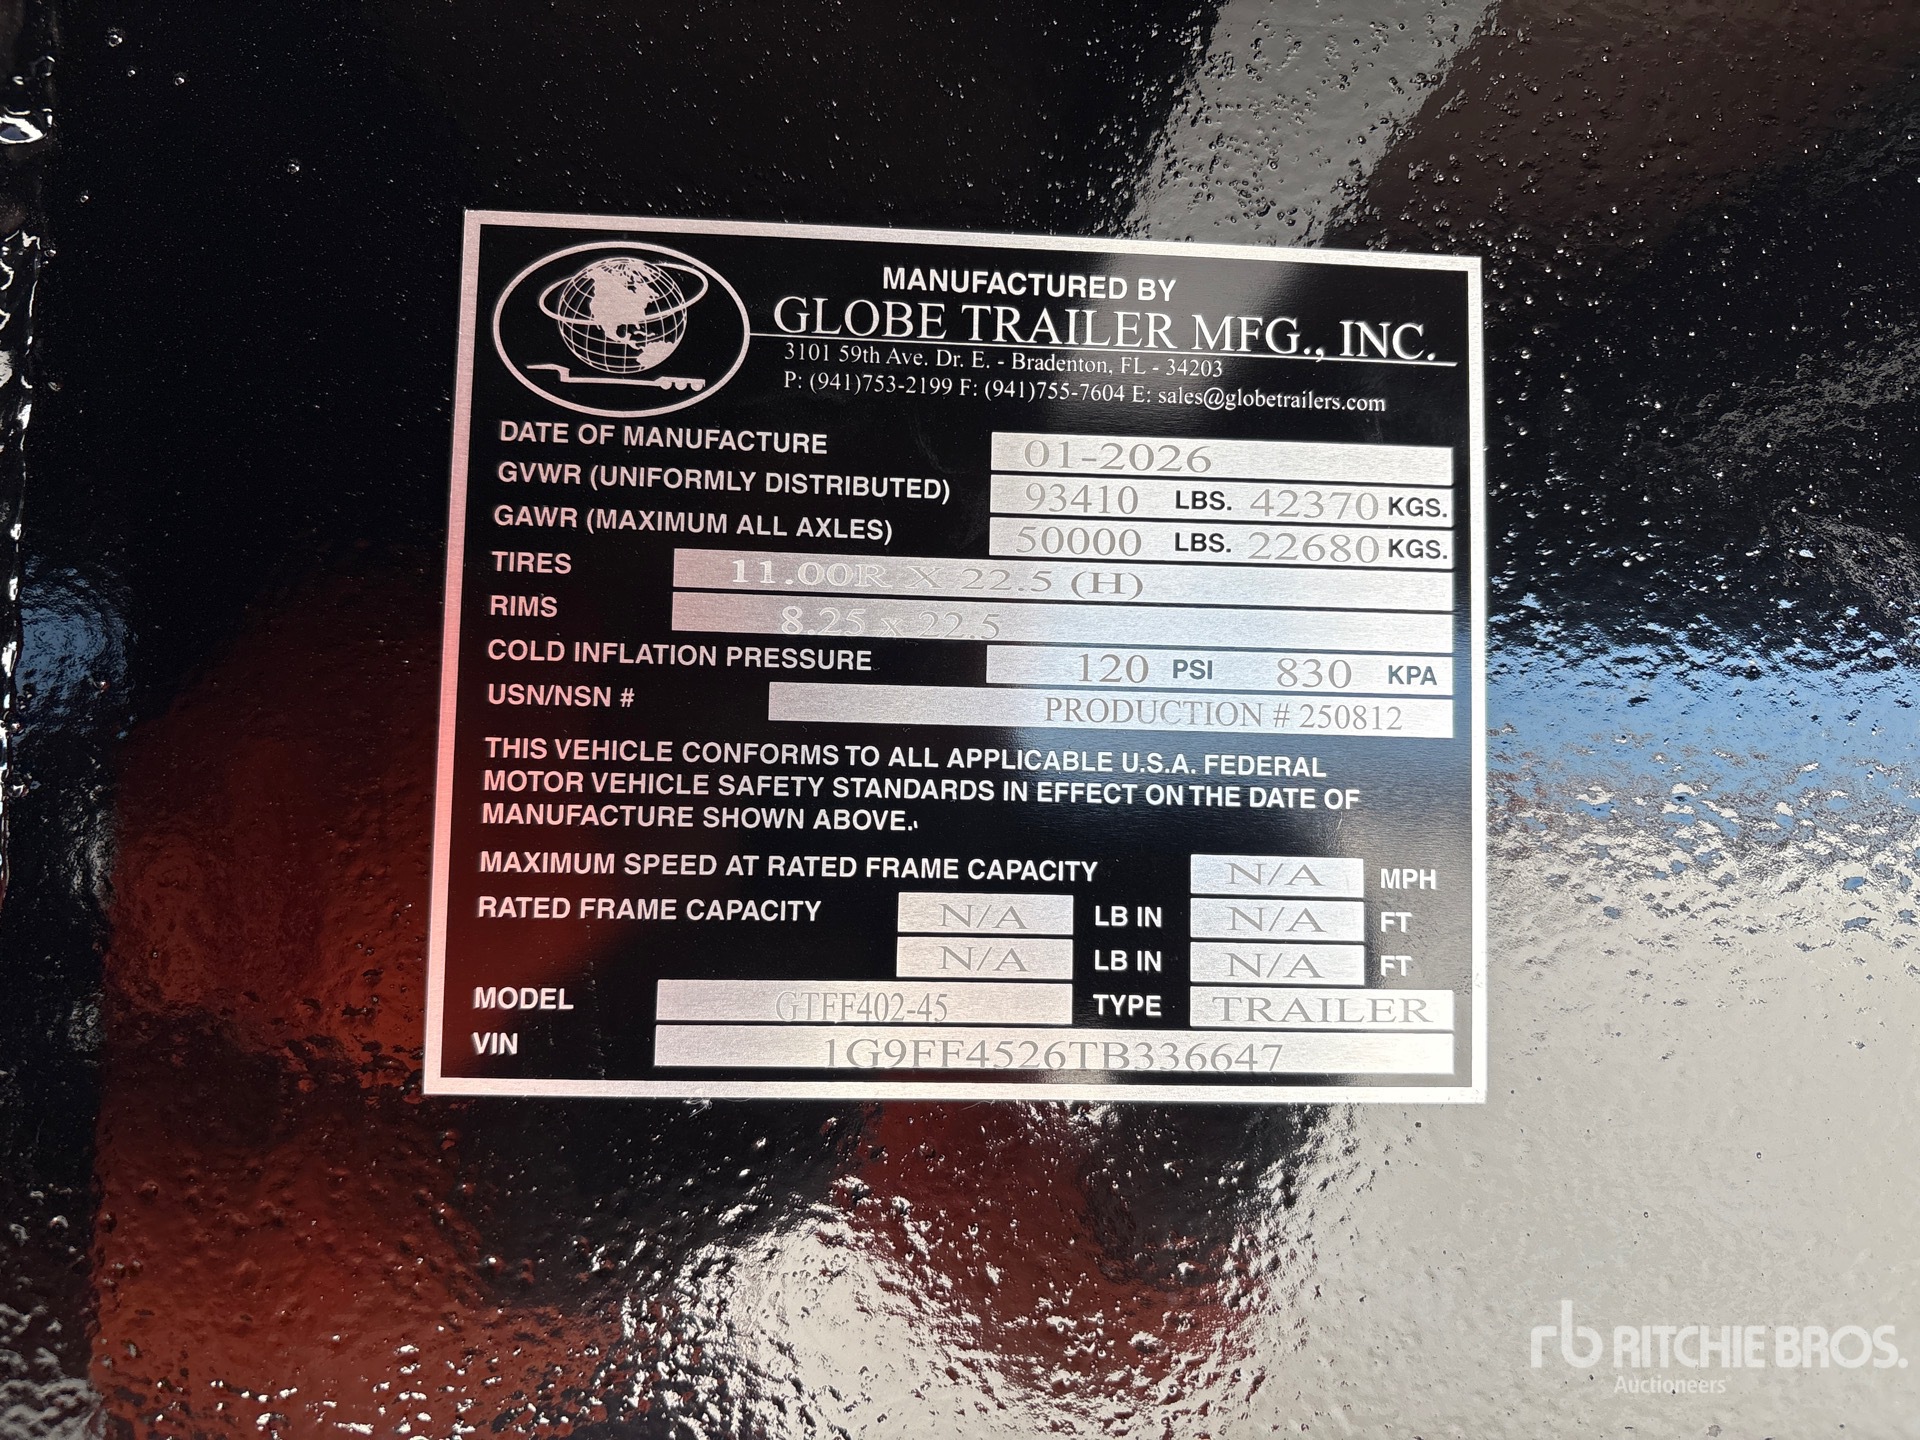 MANUFACTURED BY
GLOBE TRAILER MFG., INC.
3101 59th Ave. Dr. E. - Bradenton, FL - 34203
P: (941)753-2199 F: (941)755-7604 E: sales@globetrailers.com
DATE OF MANUFACTURE 01-2026
GVWR (UNIFORMLY DISTRIBUTED) 93410 LBS. 42370 KGS.
GAWR (MAXIMUM ALL AXLES) 50000 LBS. 22680 KGS.
TIRES 11.00R X 22.5 (H)
RIMS 8.25 x 22.5
COLD INFLATION PRESSURE 120 PSI 830 KPA
USN/NSN # PRODUCTION # 250812
THIS VEHICLE CONFORMS TO ALL APPLICABLE U.S.A. FEDERAL
MOTOR VEHICLE SAFETY STANDARDS IN EFFECT ON THE DATE OF
MANUFACTURE SHOWN ABOVE.
MAXIMUM SPEED AT RATED FRAME CAPACITY N/A MPH
RATED FRAME CAPACITY N/A LB IN N/A FT
N/A LB IN N/A FT
MODEL GTFF402-45 TYPE TRAILER
VIN 1G9FF4526TB336647
rb RITCHIE BROS.
Auctioneers